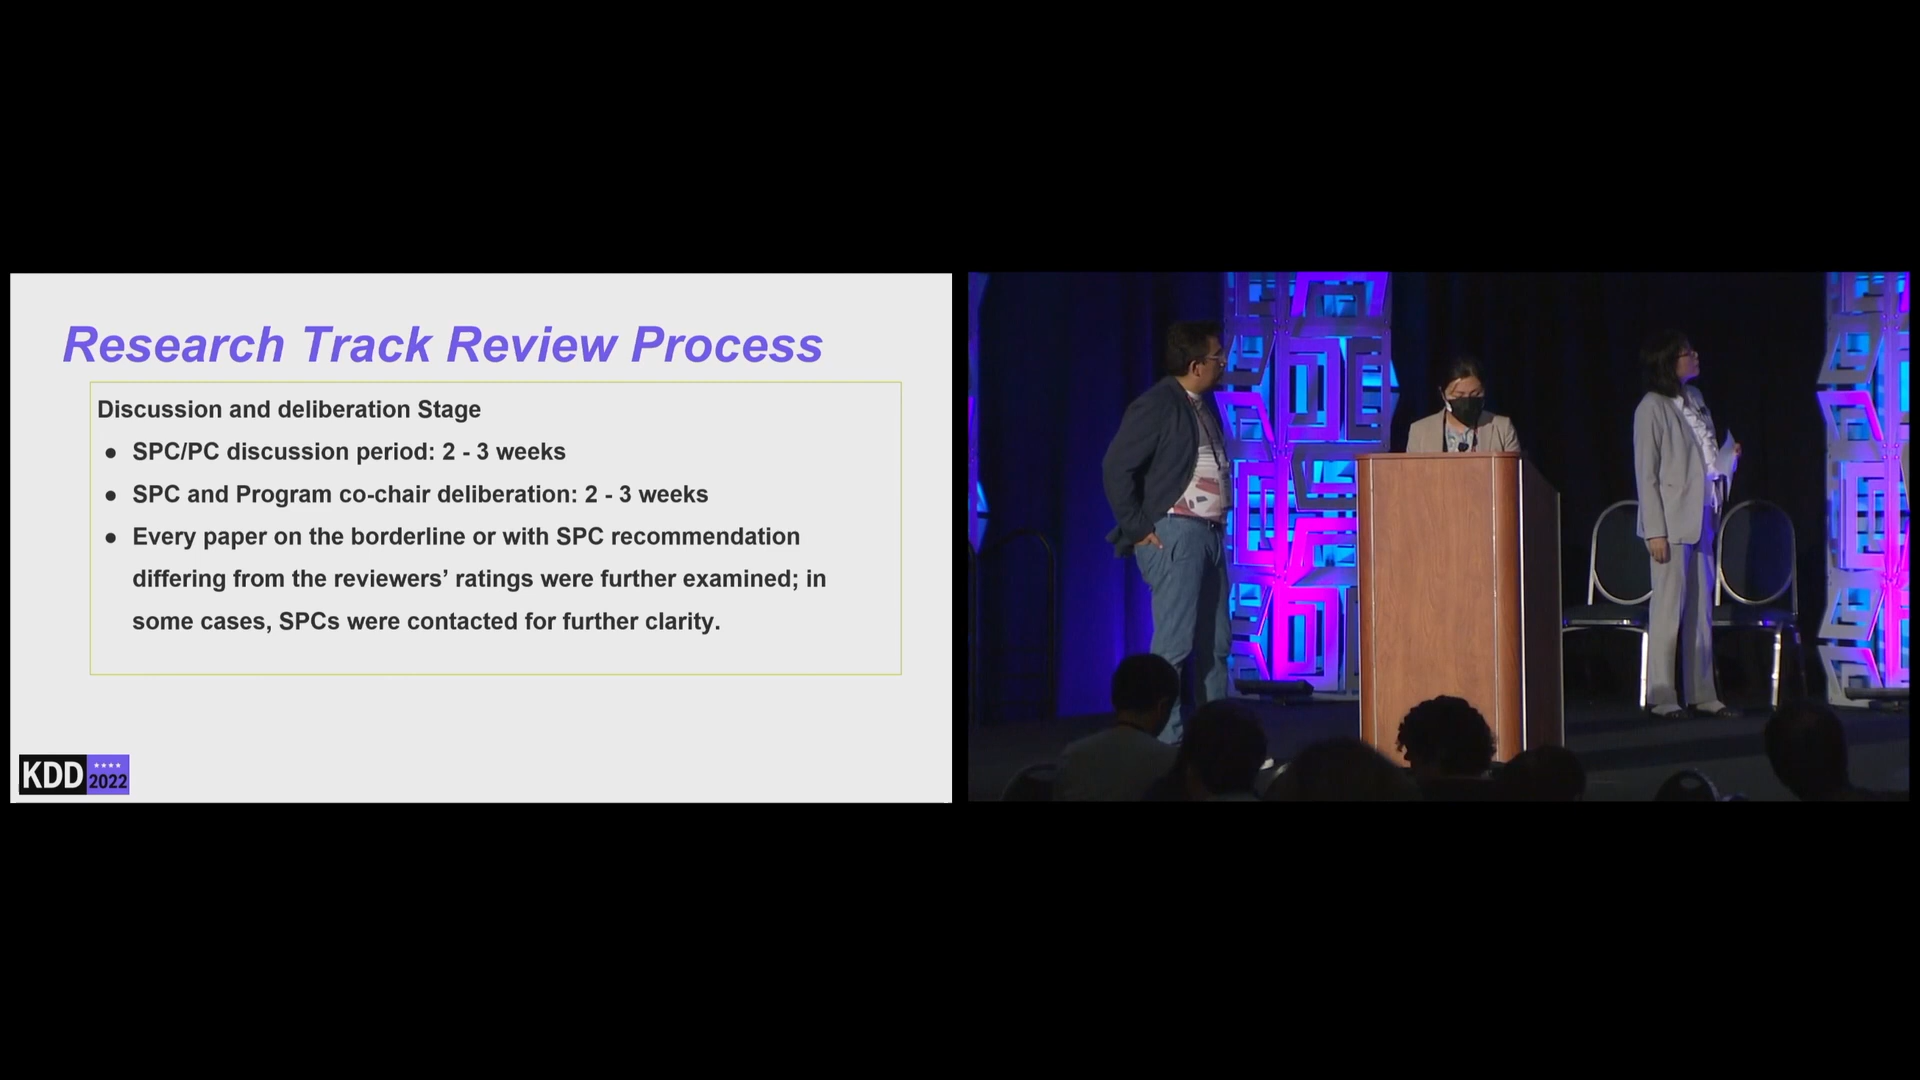 Research Track Review Process
Discussion and deliberation Stage
● SPC/PC discussion period: 2 - 3 weeks
● SPC and Program co-chair deliberation: 2 - 3 weeks
● Every paper on the borderline or with SPC recommendation
differing from the reviewers’ ratings were further examined; in
some cases, SPCs were contacted for further clarity.
KDD 2022